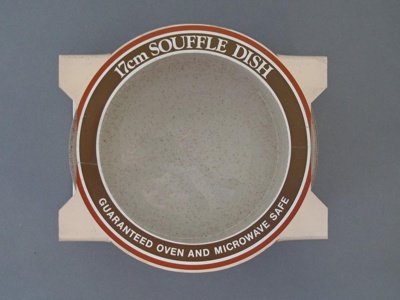 17cm SOUFFLE DISH
GUARANTEED OVEN AND MICROWAVE SAFE